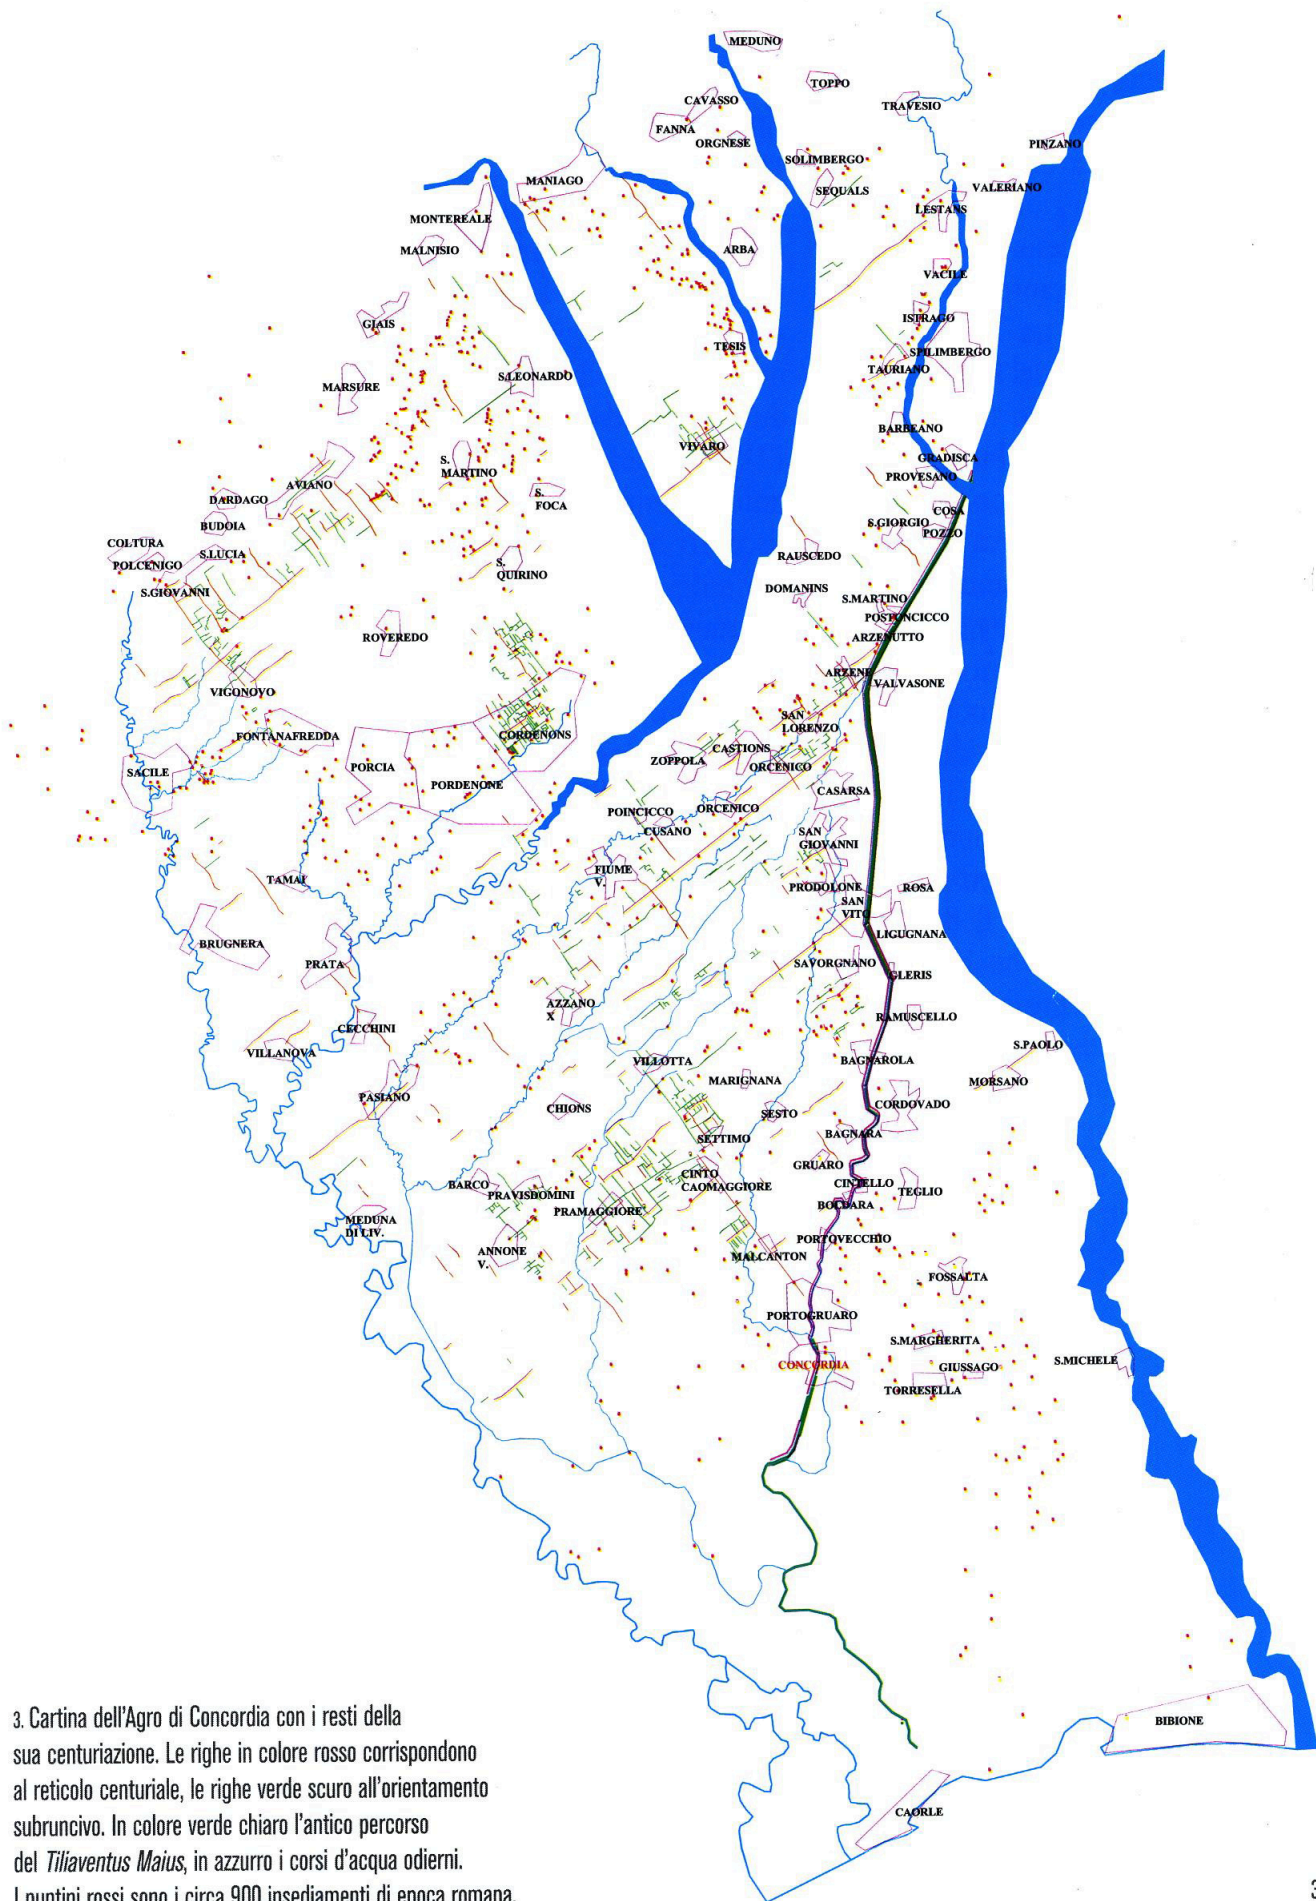 MEDUNO
TOPPO
CAVASSO
TRAVESIO
FANNA
ORGNESE
PINZANO
SOLIMBERGO
MANIAGO
SEQUALS
VALERIANO
LESTANS
MONTEREALE
MALNISIO
ARBA
VACILE
GIAIS
ISTRAGO
TESIS
SPILIMBERGO
TAURIANO
MARSURE
S.LEONARDO
BARBEANO
VIVARO
GRADISCA
S.
MARTINO
PROVESANO
AVIANO
S.
FOCA
DARDAGO
COSA
BUDOIA
S.GIORGIO
POZZO
COLTURA
S.LUCIA
RAUSCEDO
POLCENIGO
S.
QUIRINO
S.GIOVANNI
DOMANINS
S.MARTINO
POSTONCICCO
ROVEREDO
ARZENUTTO
ARZENE
VALVASONE
VIGONOVO
SAN
LORENZO
FONTANAFREDDA
CORDENONS
CASTIONS
ZOPPOLA
ORCENICO
SACILE
PORCIA
PORDENONE
CASARSA
POINCICCO
ORCENICO
CUSANO
SAN
GIOVANNI
FIUME
V.
TAMAI
PRODOLONE
ROSA
SAN
VITO
BRUGNERA
LIGUGNANA
PRATA
SAVORGNANO
GLERIS
AZZANO
X
CECCHINI
RAMUSCELLO
VILLANOVA
S.PAOLO
VILLOTTA
BAGNAROLA
MARIGNANA
MORSANO
PASIANO
CHIONS
SESTO
CORDOVADO
SETTIMO
BAGNARA
GRUARO
CINTO
CAOMAGGIORE
BARCO
PRAVISDOMINI
CINTELLO
TEGLIO
PRAMAGGIORE
BOLDARA
MEDUNA
DI LIV.
PORTOVECCHIO
ANNONE
V.
MALCANTON
FOSSALTA
PORTOGRUARO
S.MARGHERITA
CONCORDIA
GIUSSAGO
S.MICHELE
TORRESELLA
BIBIONE
CAORLE
3. Cartina dell'Agro di Concordia con i resti della
sua centuriazione. Le righe in colore rosso corrispondono
al reticolo centuriale, le righe verde scuro all'orientamento
subruncivo. In colore verde chiaro l'antico percorso
del Tiliaventus Maius, in azzurro i corsi d'acqua odierni.
I puntini rossi sono i circa 900 insediamenti di epoca romana.